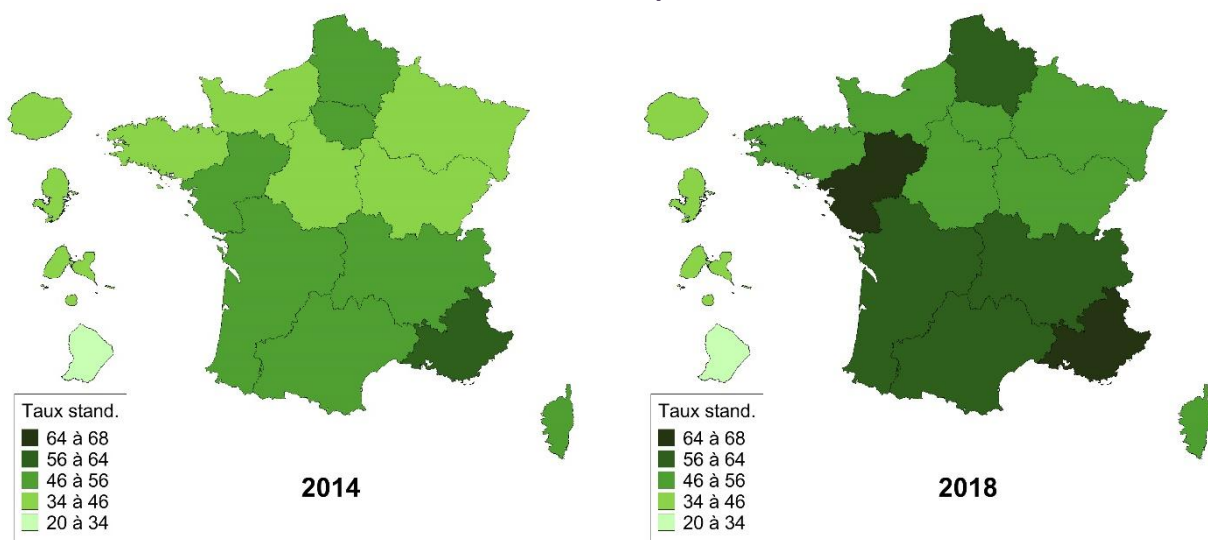 Taux stand.
64 à 68
56 à 64
46 à 56
34 à 46
20 à 34
2014
Taux stand.
64 à 68
56 à 64
46 à 56
34 à 46
20 à 34
2018